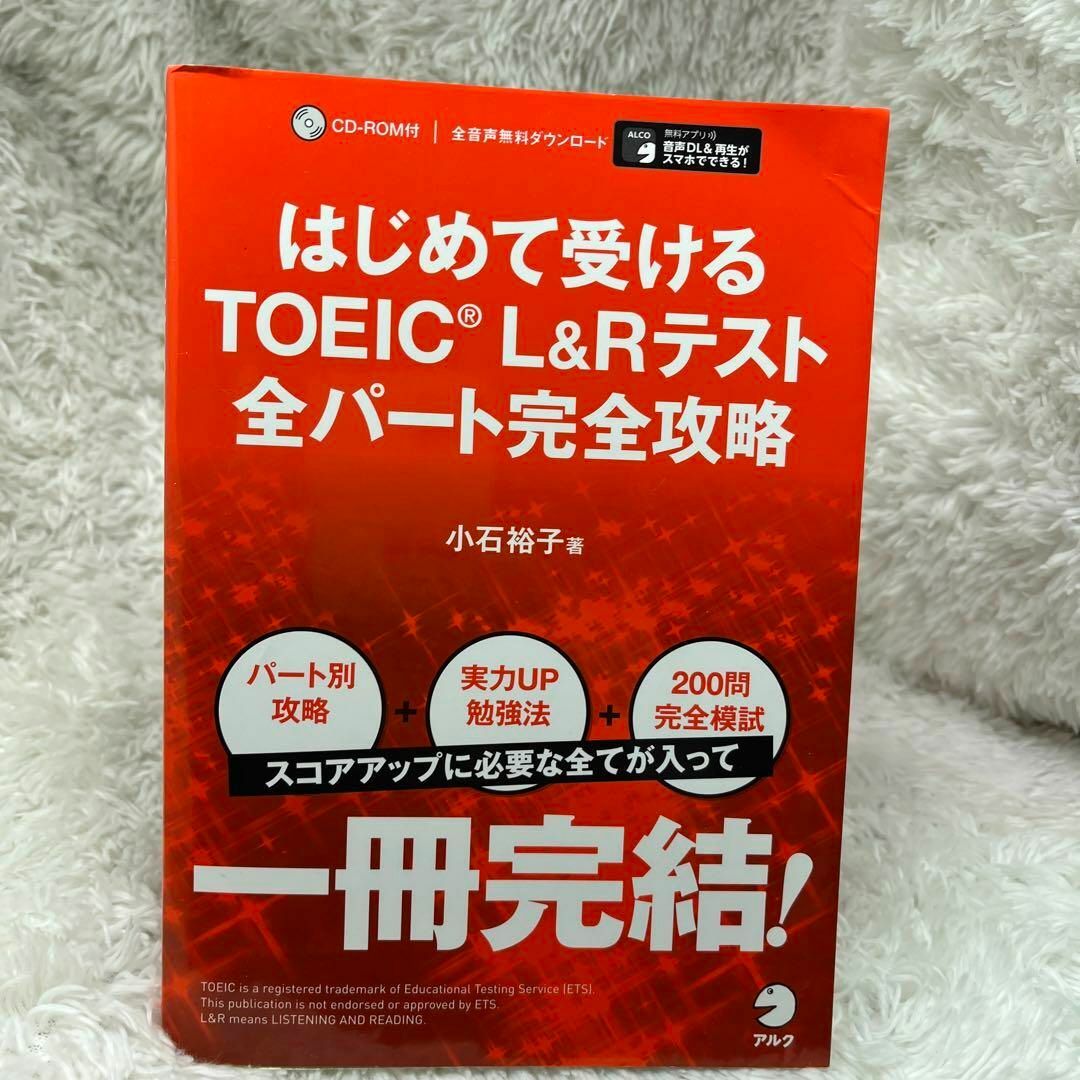 CD-ROM付 | 全音声無料ダウンロード
ALCO
無料アプリ
音声DL&再生が
スマホでできる!
はじめて受ける
TOEIC® L&Rテスト
全パート完全攻略
小石裕子著
パート別
攻略
+
実力UP
勉強法
+
200問
完全模試
スコアアップに必要な全てが入って
一冊完結!
TOEIC is a registered trademark of Educational Testing Service (ETS).
This publication is not endorsed or approved by ETS.
L&R means LISTENING AND READING.
アルク